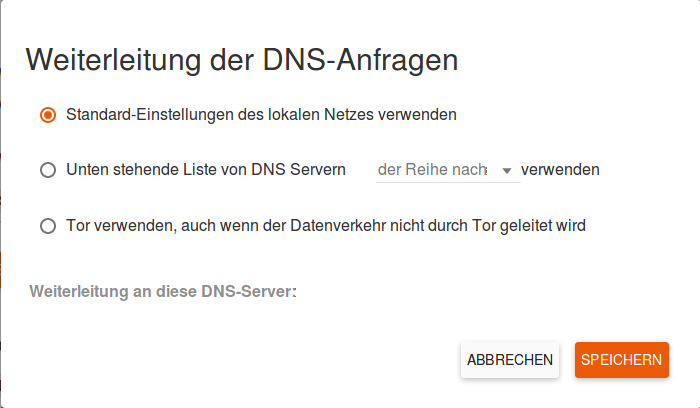 Weiterleitung der DNS-Anfragen
Standard-Einstellungen des lokalen Netzes verwenden
Unten stehende Liste von DNS Servern der Reihe nach verwenden
Tor verwenden, auch wenn der Datenverkehr nicht durch Tor geleitet wird
Weiterleitung an diese DNS-Server:
ABBRECHEN SPEICHERN